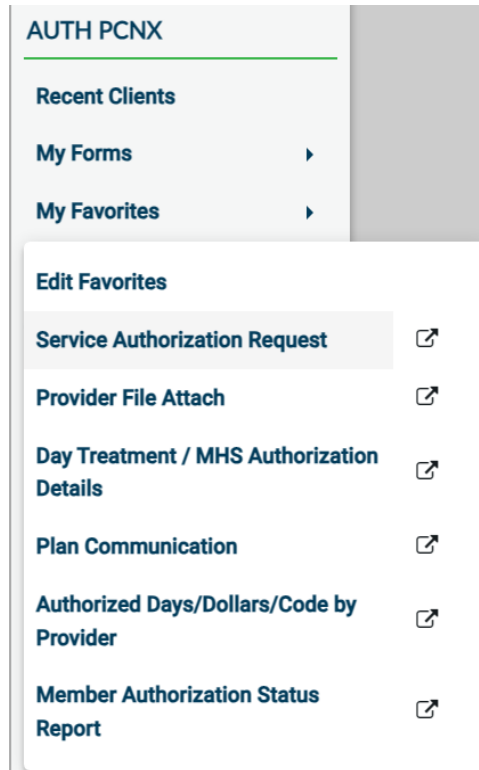 AUTH PCNX
Recent Clients
My Forms
My Favorites
Edit Favorites
Service Authorization Request
Provider File Attach
Day Treatment / MHS Authorization
Details
Plan Communication
Authorized Days/Dollars/Code by
Provider
Member Authorization Status
Report